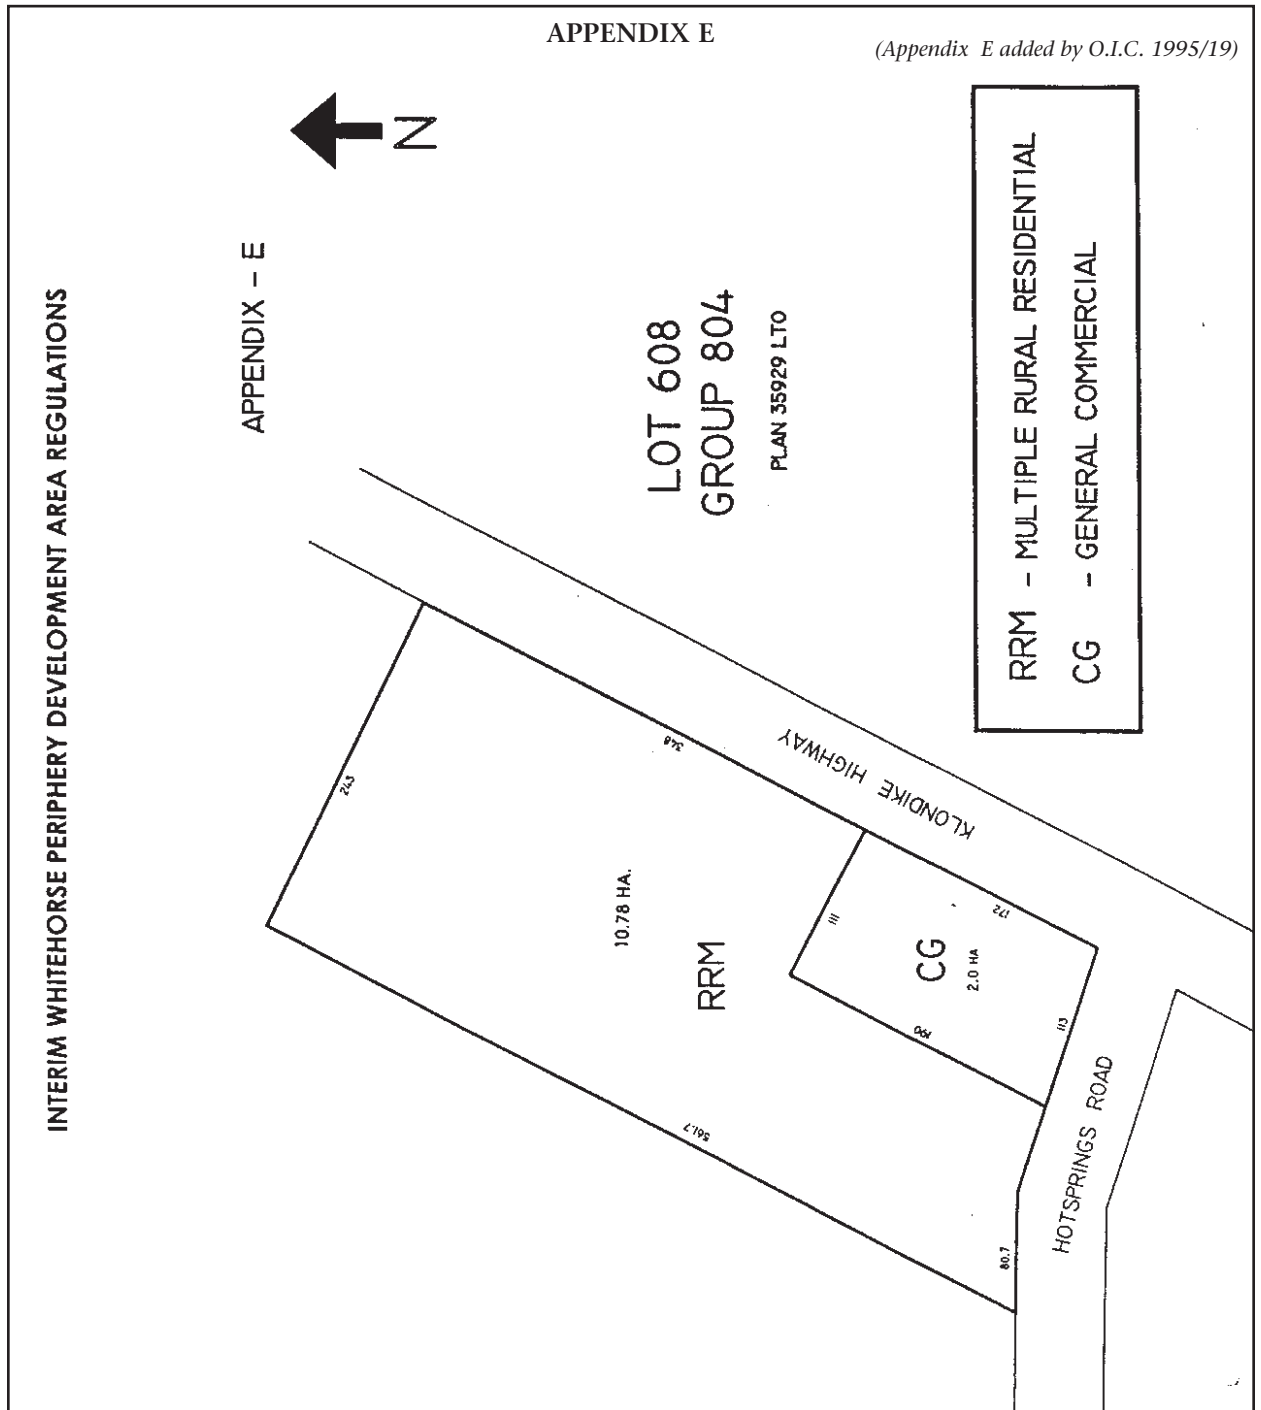 APPENDIX E
(Appendix E added by O.I.C. 1995/19)
INTERIM WHITEHORSE PERIPHERY DEVELOPMENT AREA REGULATIONS
N
APPENDIX - E
LOT 608
GROUP 804
PLAN 35929 LTO
RRM - MULTIPLE RURAL RESIDENTIAL
CG - GENERAL COMMERCIAL
243
348
KLONDIKE HIGHWAY
10.78 HA.
RRM
111
CG
2.0 HA
172
190
113
561.7
80.7
HOTSPRINGS ROAD